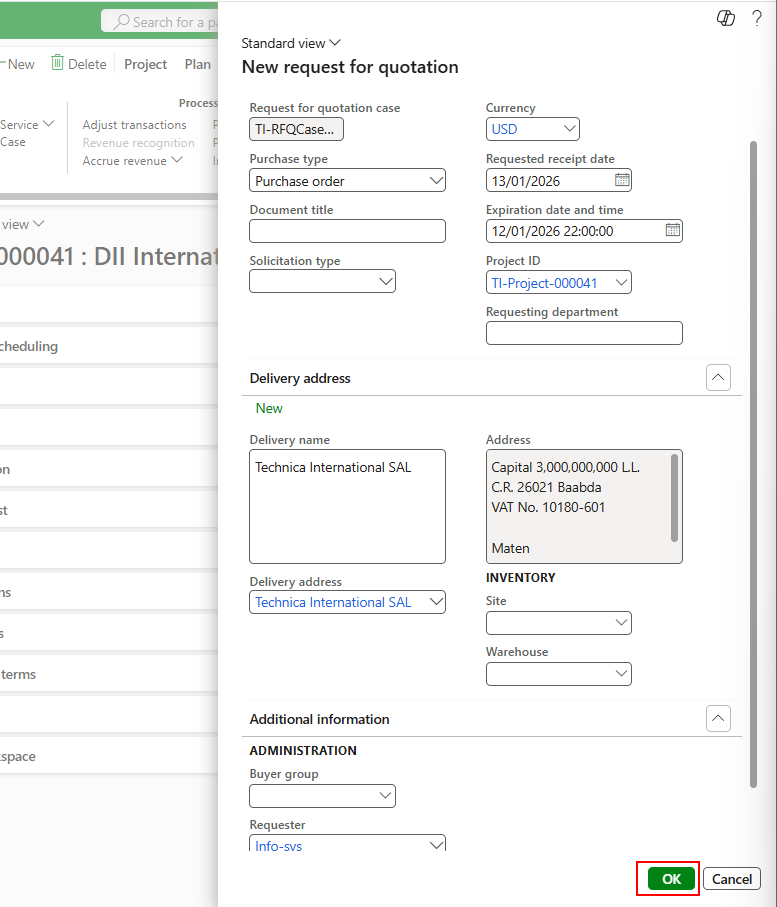 Search for a pa
New
Delete
Project
Plan
Process
Service
Case
Adjust transactions
Revenue recognition
Accrue revenue
view
000041 : DII Internat
cheduling
on
st
ns
s
terms
space
?
Standard view
New request for quotation
Request for quotation case
TI-RFQCase...
Currency
USD
Purchase type
Purchase order
Requested receipt date
13/01/2026
Document title
Expiration date and time
12/01/2026 22:00:00
Solicitation type
Project ID
TI-Project-000041
Requesting department
Delivery address
New
Delivery name
Technica International SAL
Address
Capital 3,000,000,000 L.L.
C.R. 26021 Baabda
VAT No. 10180-601
Maten
Delivery address
Technica International SAL
INVENTORY
Site
Warehouse
Additional information
ADMINISTRATION
Buyer group
Requester
Info-svs
OK
Cancel